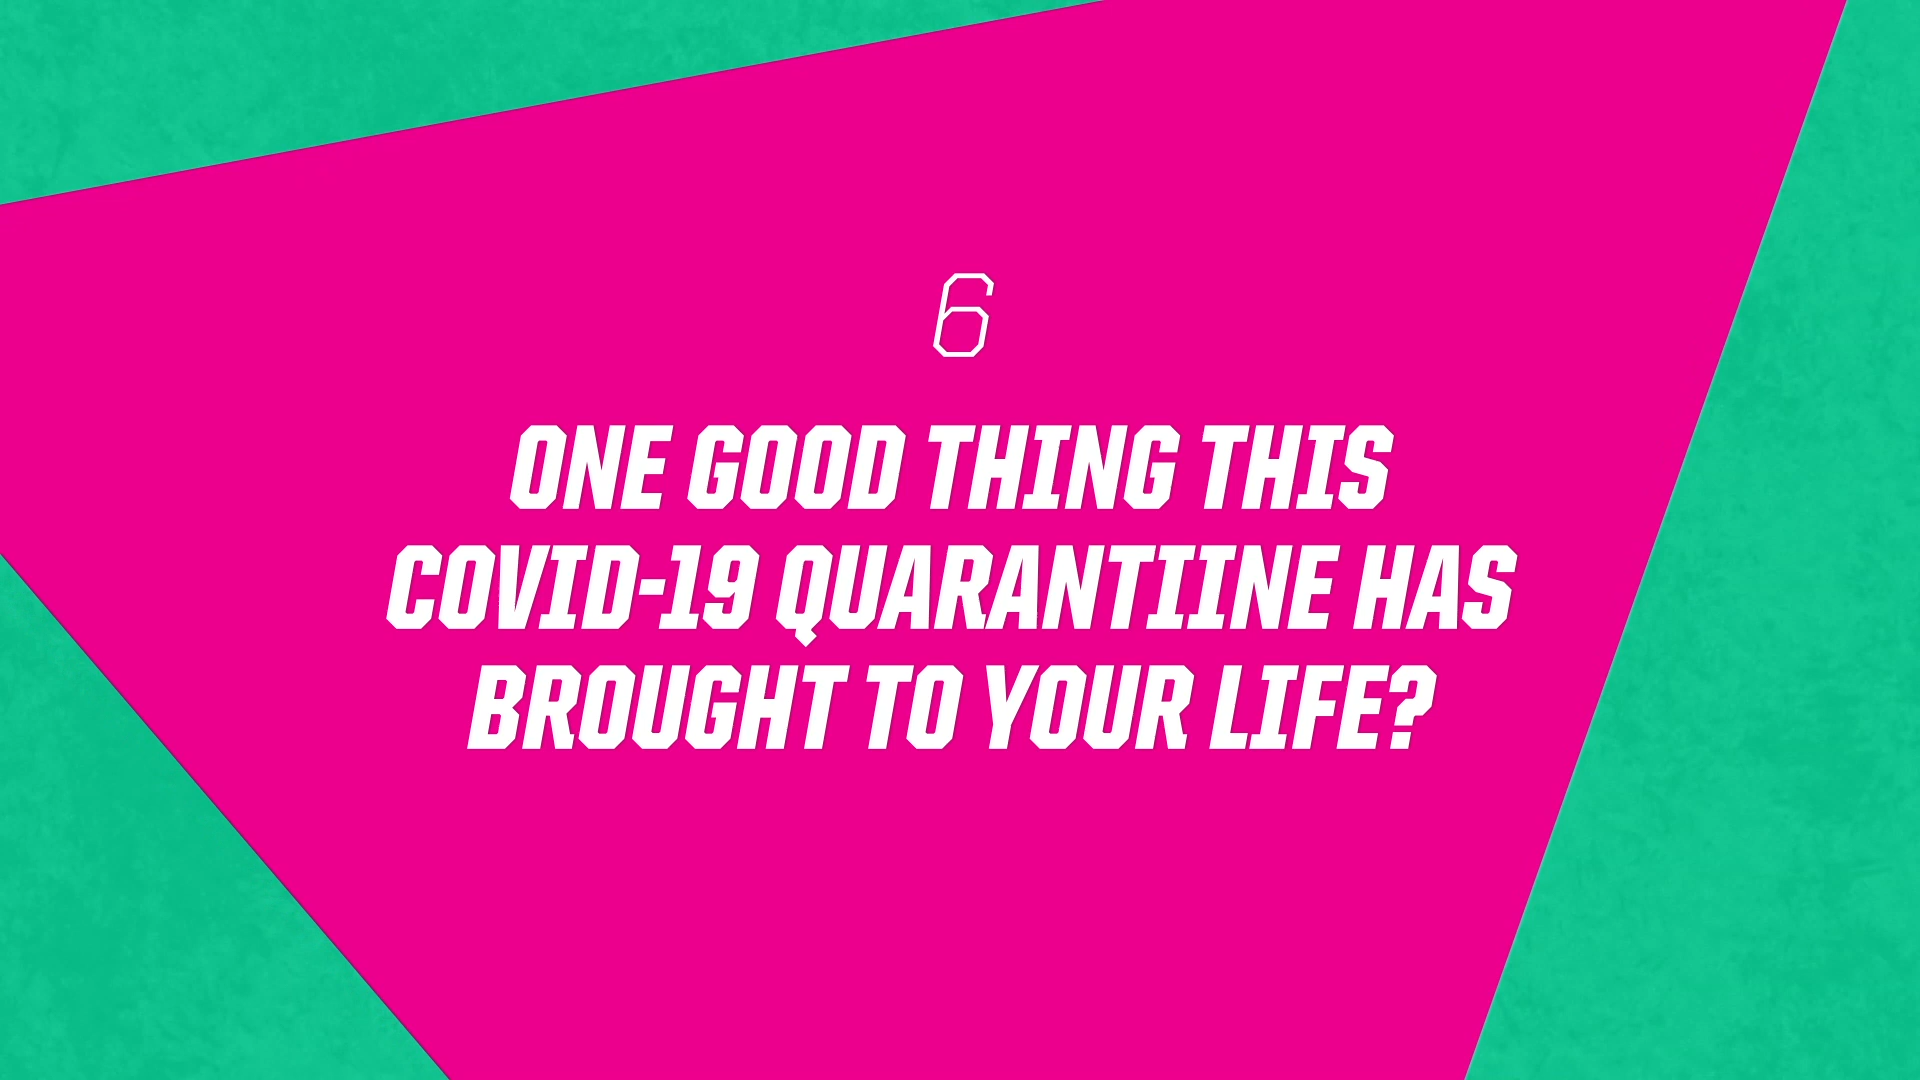 6
ONE GOOD THING THIS
COVID-19 QUARANTIINE HAS
BROUGHT TO YOUR LIFE?